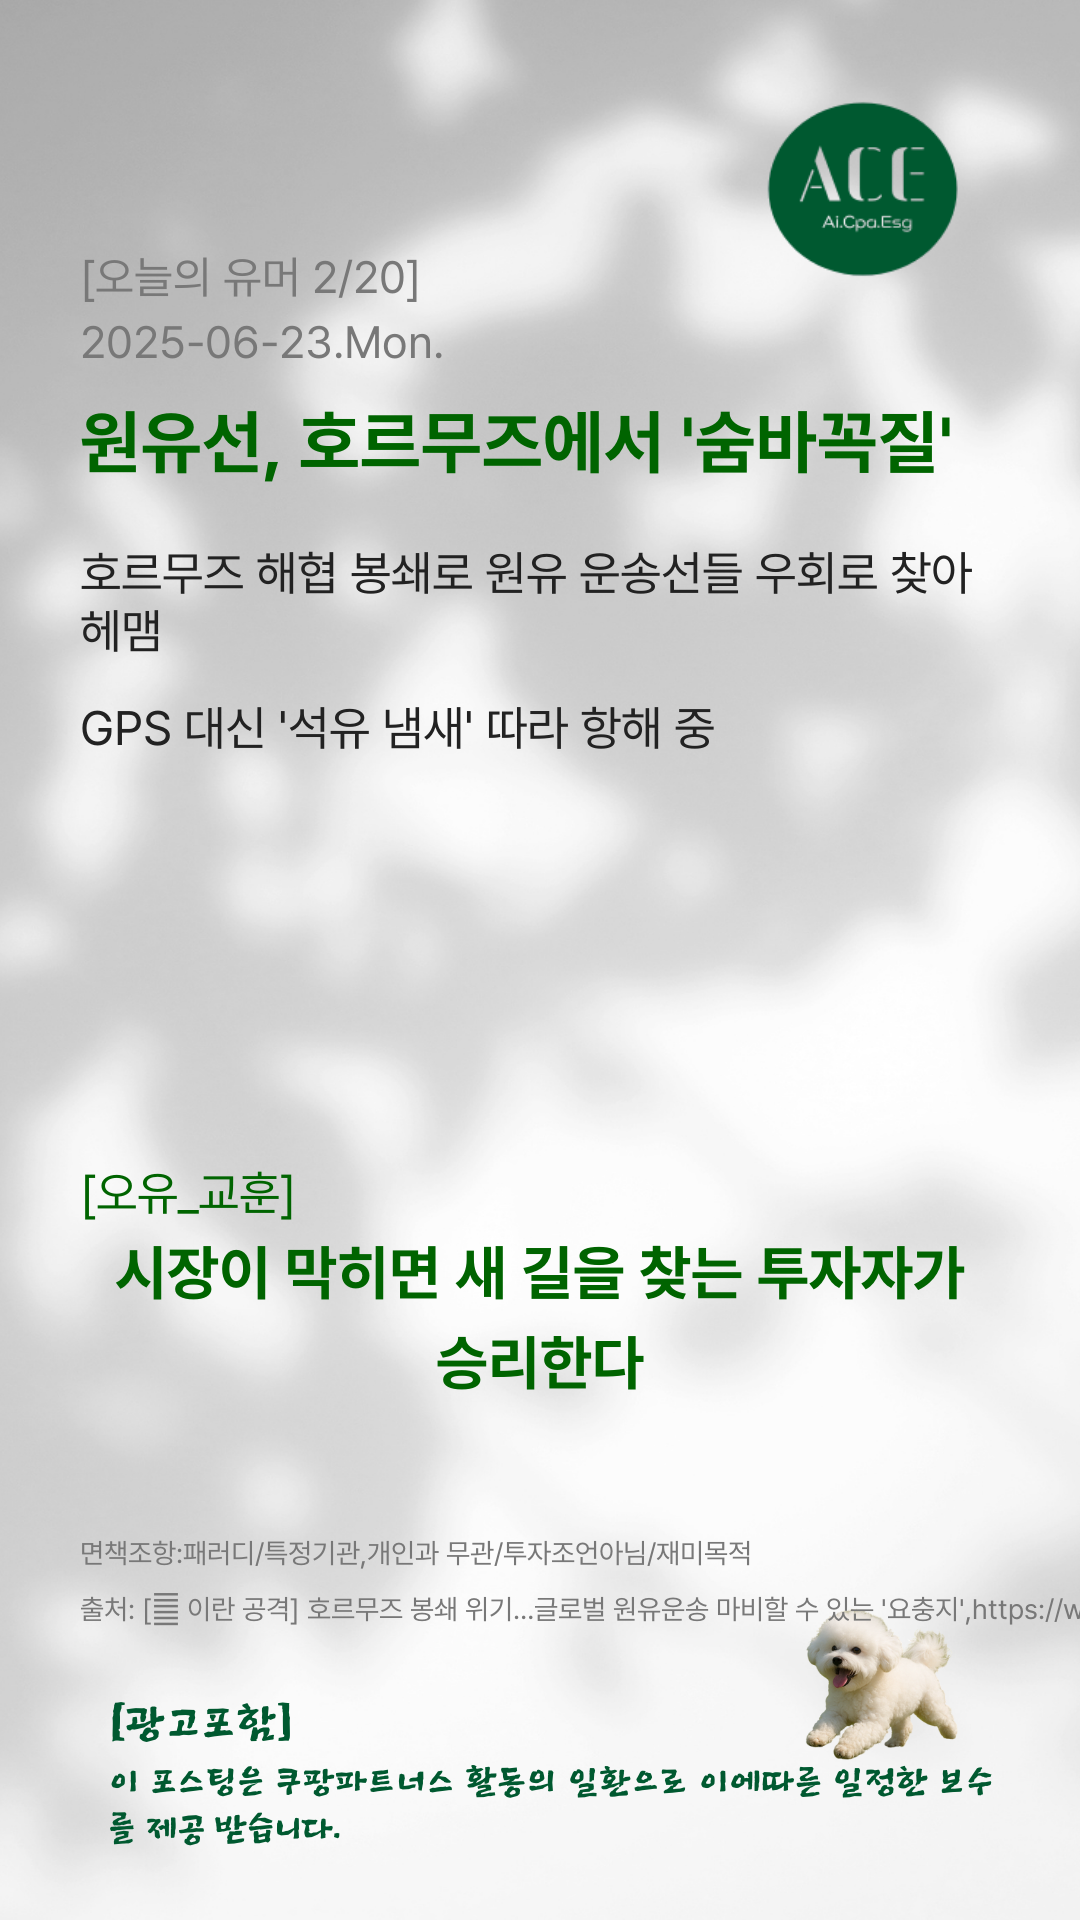 ACE
Ai.Cpa.Esg
[오늘의 유머 2/20]
2025-06-23.Mon.
원유선, 호르무즈에서 '숨바꼭질'
호르무즈 해협 봉쇄로 원유 운송선들 우회로 찾아
헤맴
GPS 대신 '석유 냄새' 따라 항해 중
[오유_교훈]
시장이 막히면 새 길을 찾는 투자자가
승리한다
면책조항:패러디/특정기관,개인과 무관/투자조언아님/재미목적
출처: [ 이란 공격] 호르무즈 봉쇄 위기…글로벌 원유운송 마비할 수 있는 '요충지',https://w
[광고포함]
이 포스팅은 쿠팡파트너스 활동의 일환으로 이에따른 일정한 보수
를 제공 받습니다.